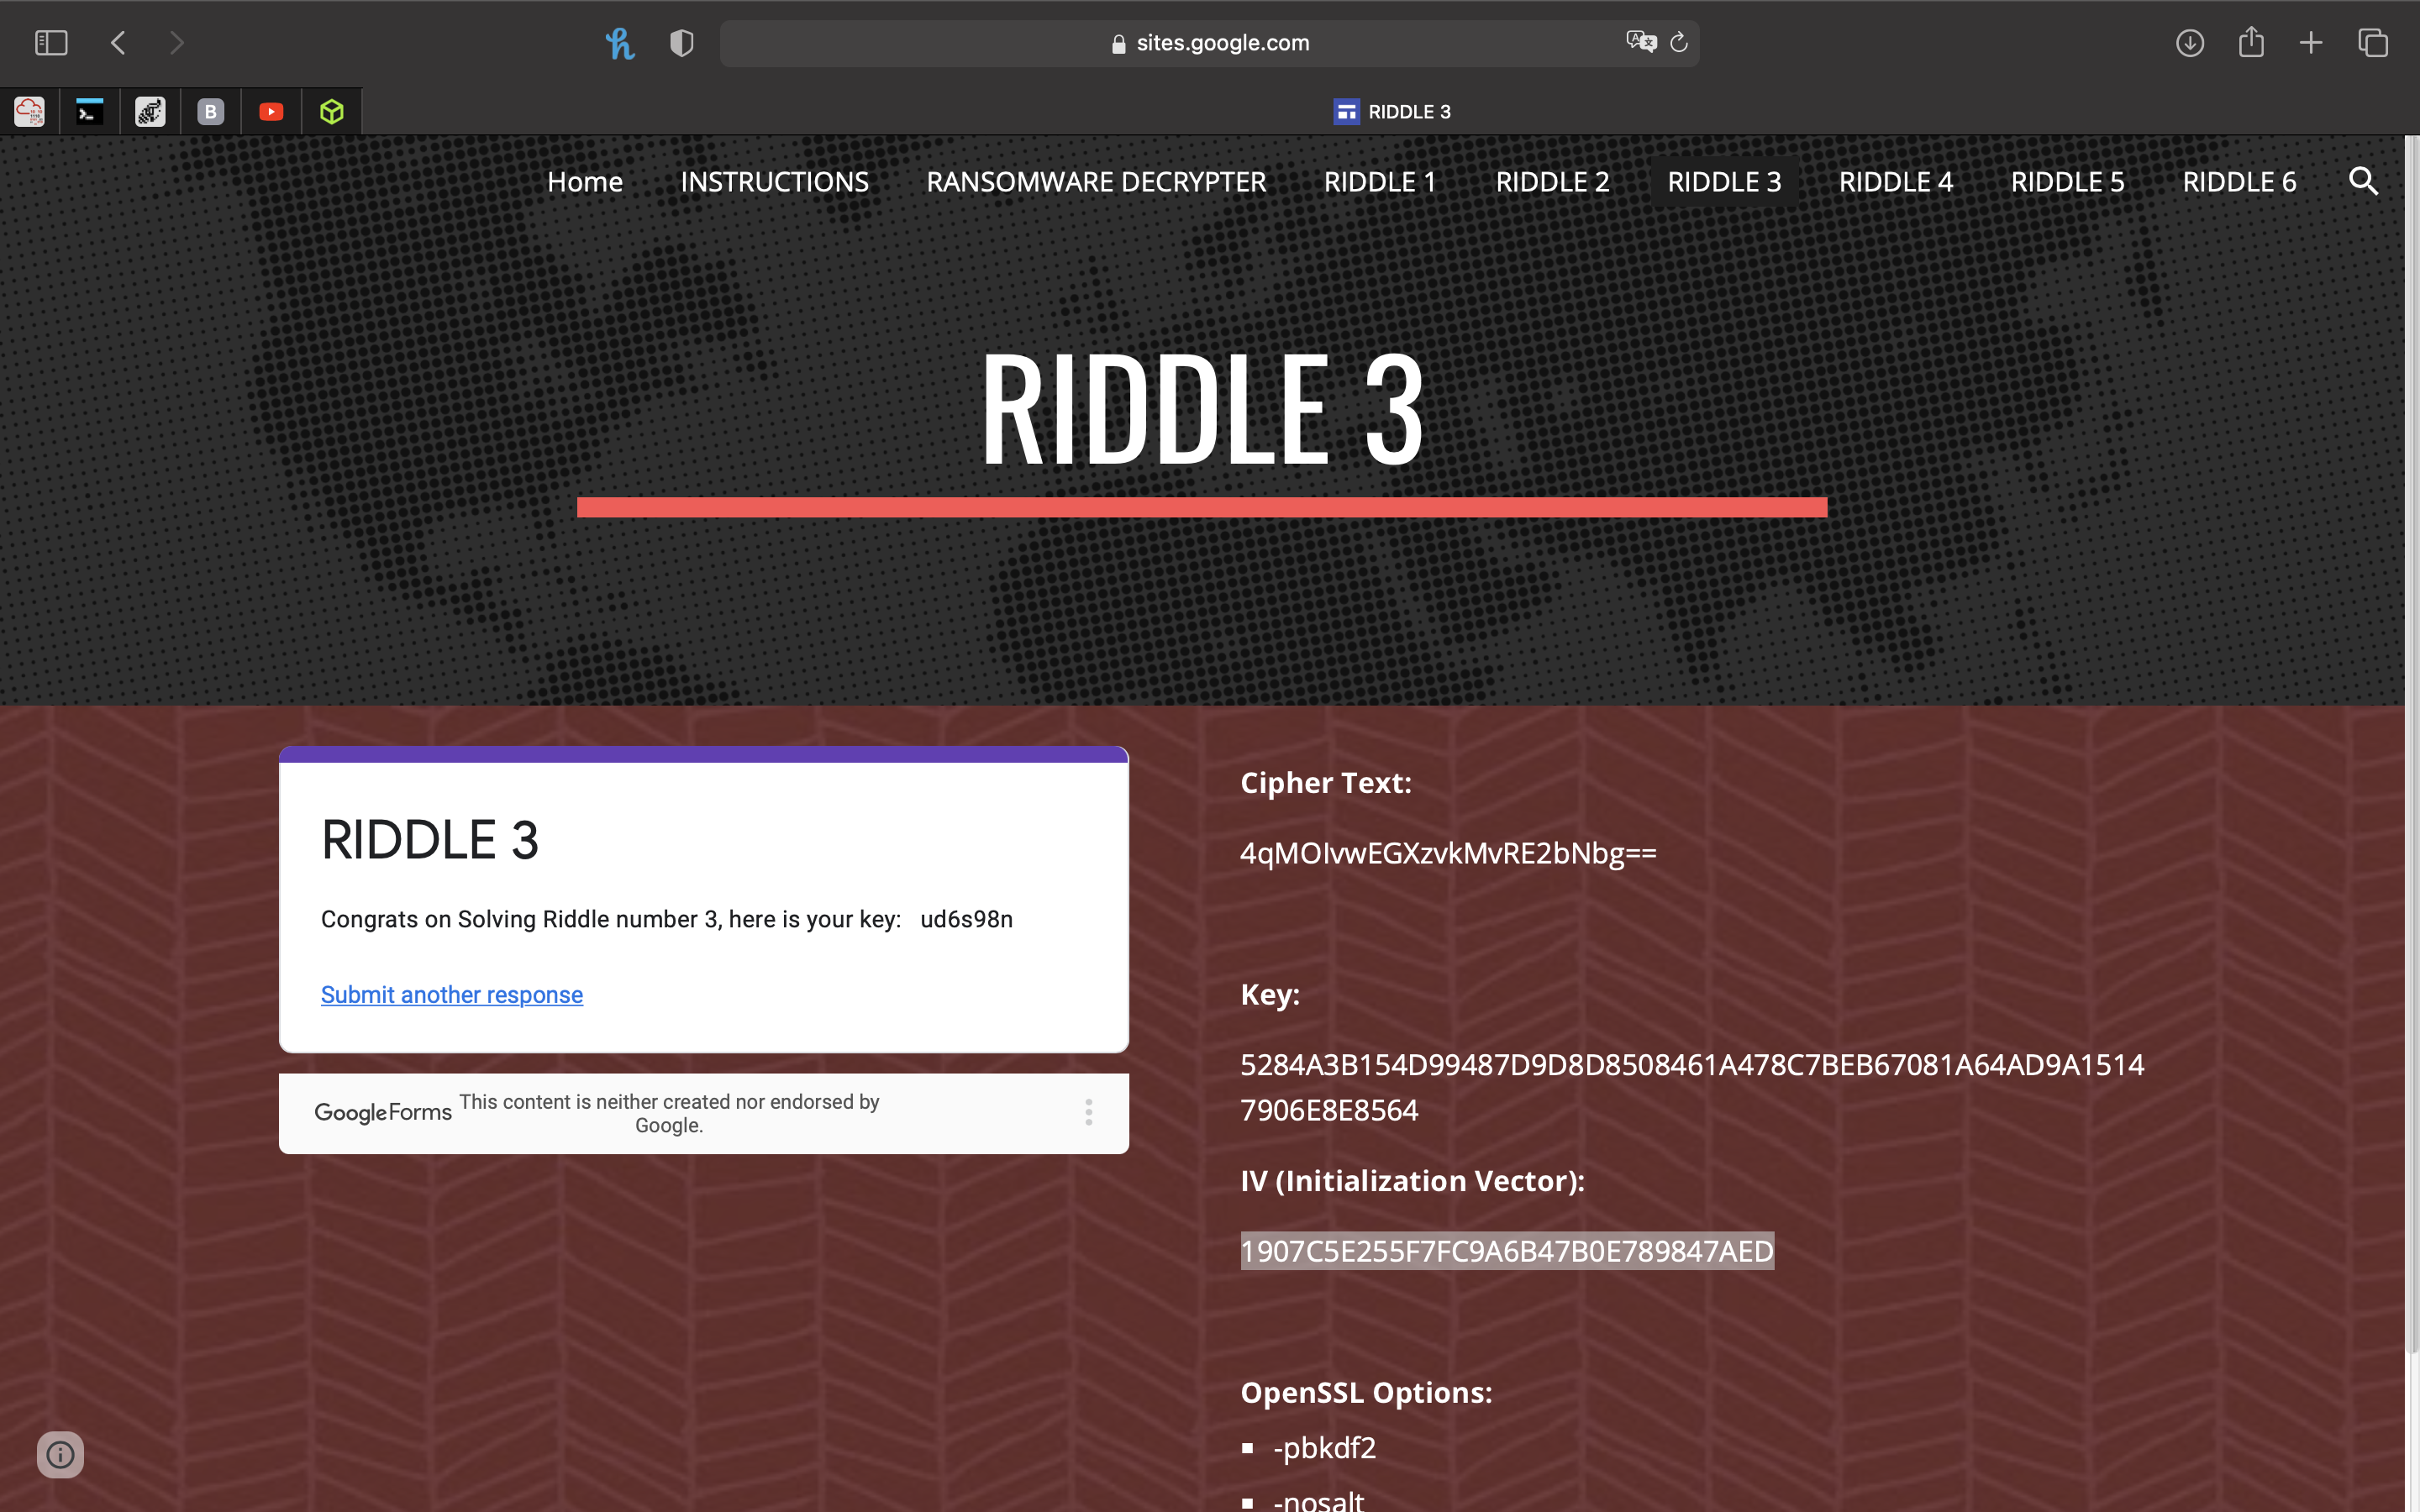 sites.google.com
B
RIDDLE 3
Home INSTRUCTIONS RANSOMWARE DECRYPTER RIDDLE 1 RIDDLE 2 RIDDLE 3 RIDDLE 4 RIDDLE 5 RIDDLE 6
RIDDLE 3
RIDDLE 3
Congrats on Solving Riddle number 3, here is your key: ud6s98n
Submit another response
Google Forms
This content is neither created nor endorsed by
Google.
Cipher Text:
4qMOIvwEGXzvkMvRE2bNbg==
Key:
5284A3B154D99487D9D8D8508461A478C7BEB67081A64AD9A1514
7906E8E8564
IV (Initialization Vector):
1907C5E255F7FC9A6B47B0E789847AED
OpenSSL Options:
-pbkdf2
-nosalt